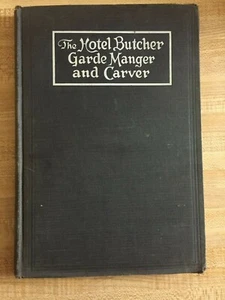 The Hotel Butcher
Garde Manger
and Carver